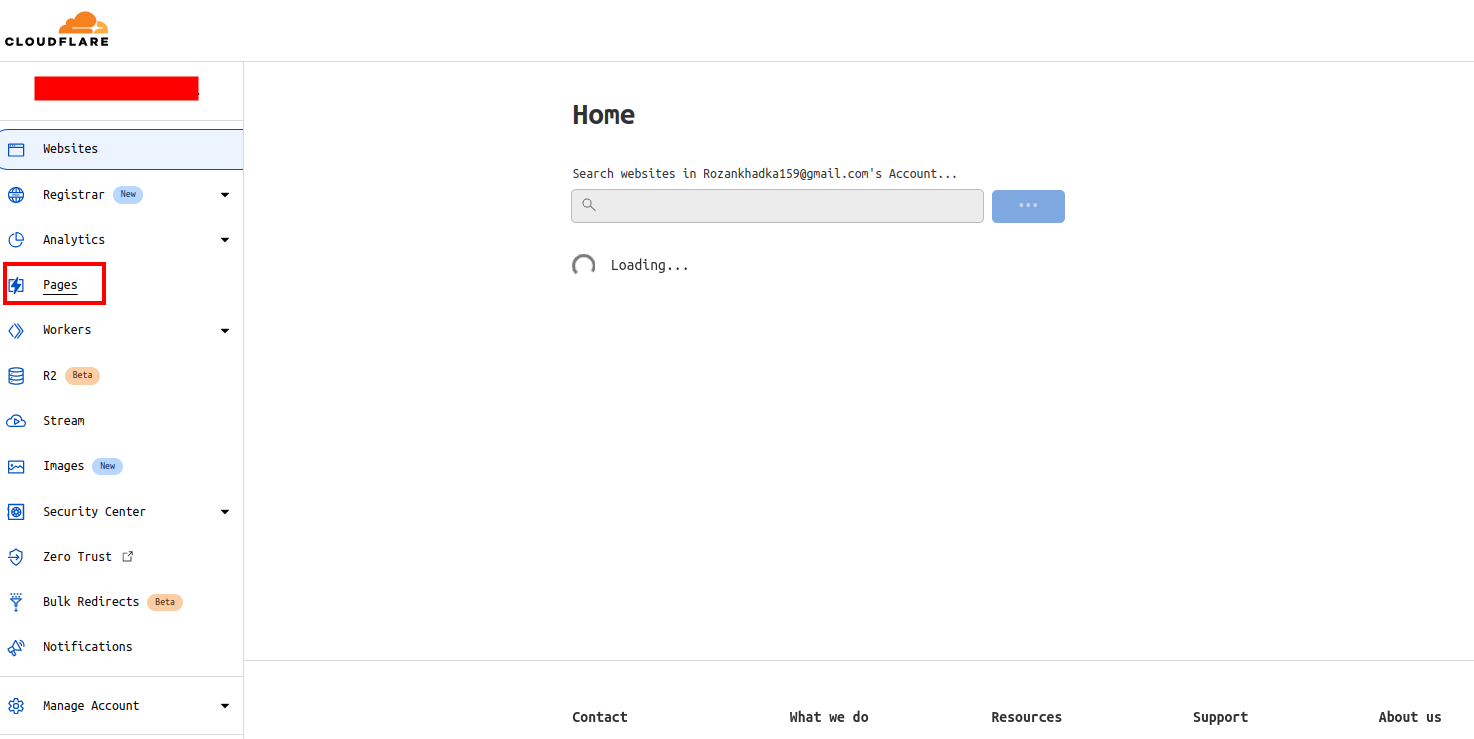 CLOUDFLARE
Websites
Registrar New
Analytics
Pages
Workers
R2 Beta
Stream
Images New
Security Center
Zero Trust
Bulk Redirects Beta
Notifications
Manage Account
Home
Search websites in Rozankhadka159@gmail.com's Account...
Loading...
Contact What we do Resources Support About us